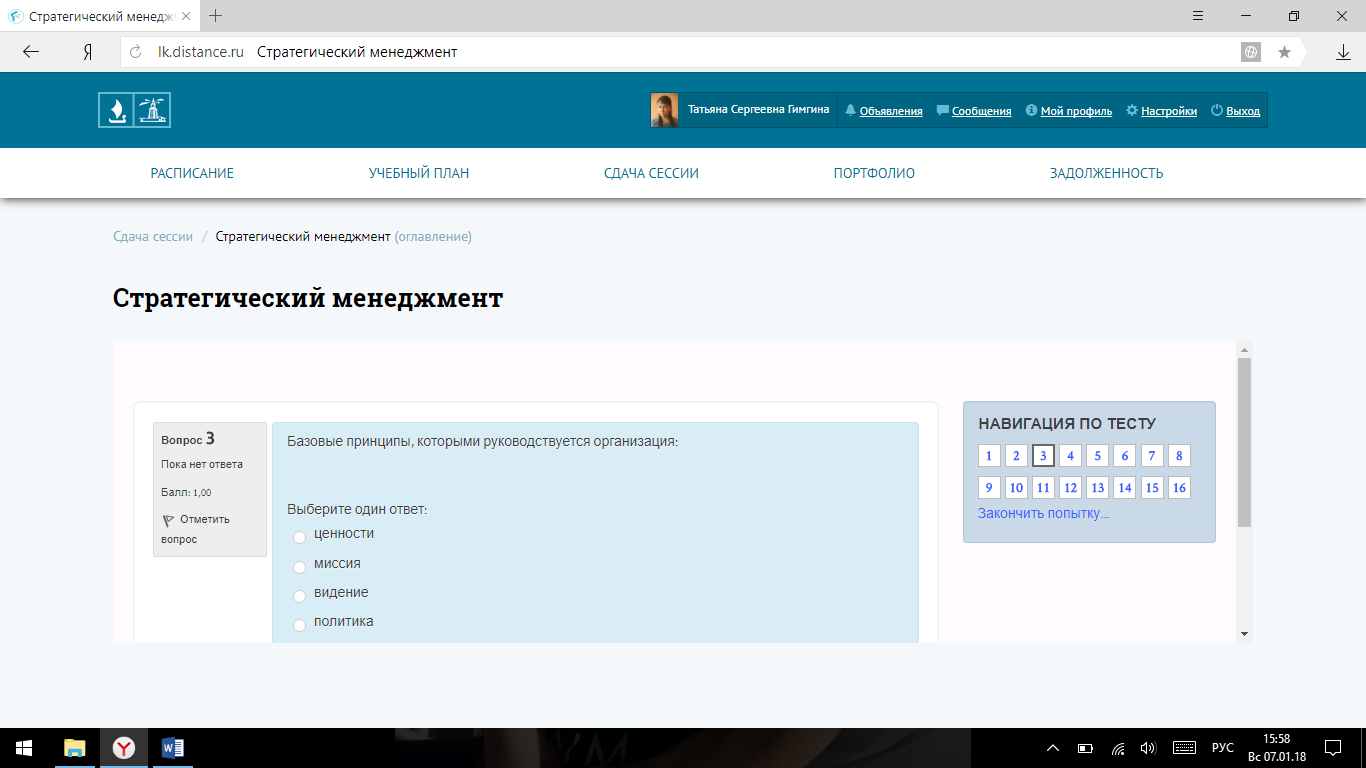 Стратегический менеджм
lk.distance.ru Стратегический менеджмент
Татьяна Сергеевна Гимгина Объявления Сообщения Мой профиль Настройки Выход
РАСПИСАНИЕ УЧЕБНЫЙ ПЛАН СДАЧА СЕССИИ ПОРТФОЛИО ЗАДОЛЖЕННОСТЬ
Сдача сессии / Стратегический менеджмент (оглавление)
Стратегический менеджмент
Вопрос 3
Пока нет ответа
Балл: 1,00
Отметить
вопрос
Базовые принципы, которыми руководствуется организация:
Выберите один ответ:
ценности
миссия
видение
политика
НАВИГАЦИЯ ПО ТЕСТУ
1 2 3 4 5 6 7 8
9 10 11 12 13 14 15 16
Закончить попытку...
РУС
15:58
Вс 07.01.18